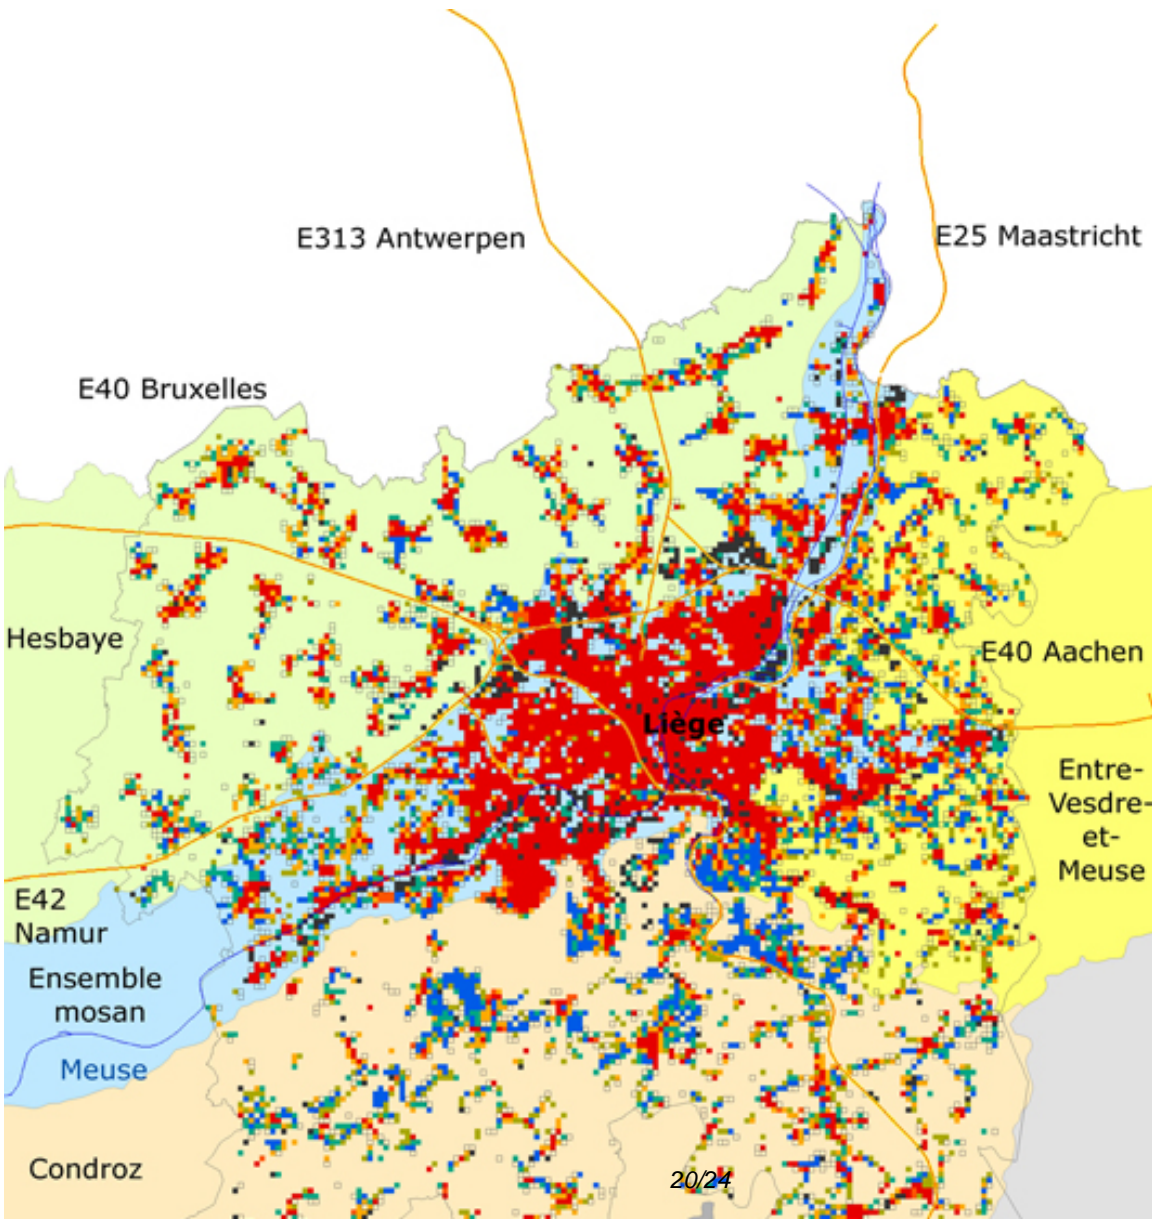 E313 Antwerpen
E25 Maastricht
E40 Bruxelles
Hesbaye
E40 Aachen
Liège
Entre-
Vesdre-
et-
Meuse
E42
Namur
Ensemble
mosan
Meuse
Condroz
20/24